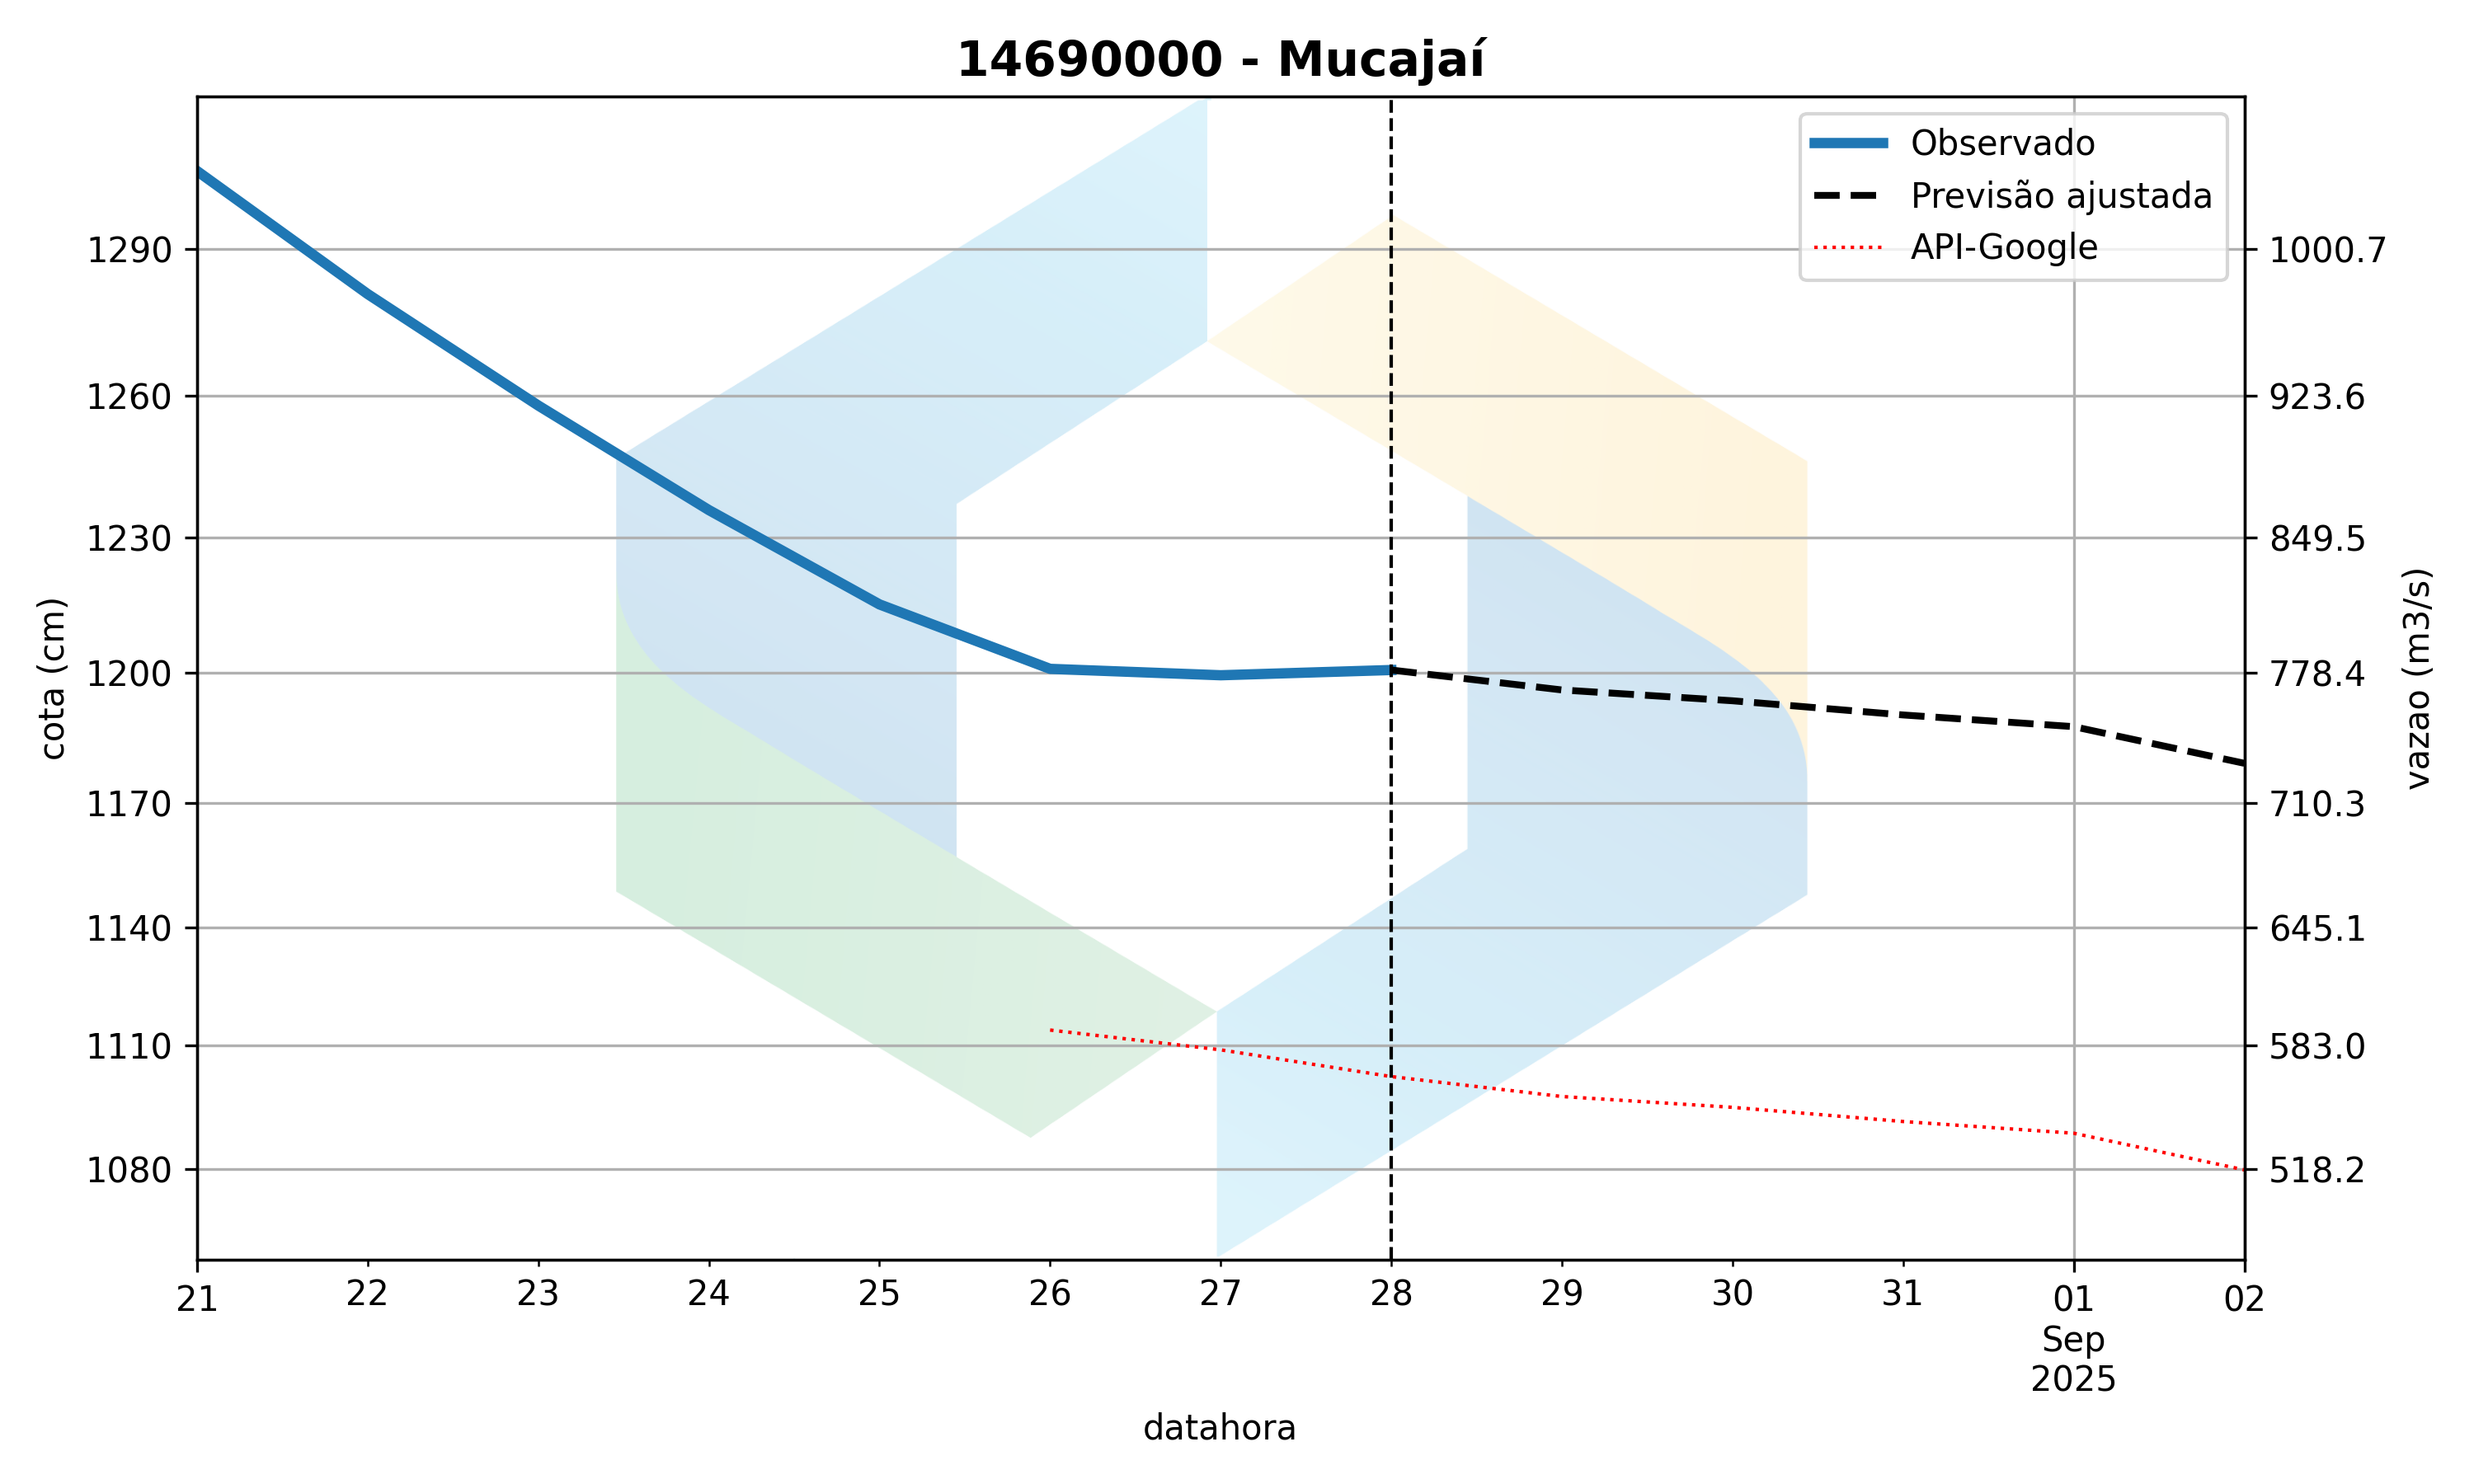 14690000 - Mucajaí
Observado
Previsão ajustada
API-Google
1290
1260
1230
1200
1170
1140
1110
1080
cota (cm)
1000.7
923.6
849.5
778.4
710.3
645.1
583.0
518.2
vazao (m3/s)
21 22 23 24 25 26 27 28 29 30 31 01 02
Sep
2025
datahora